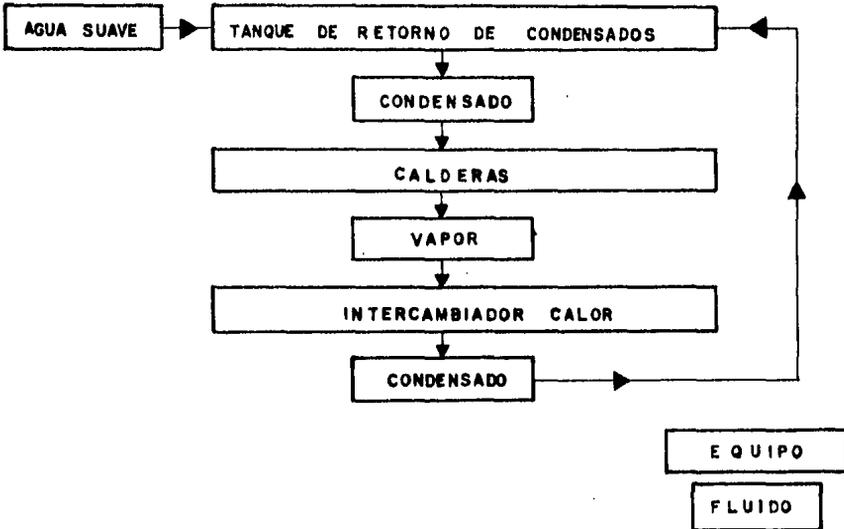 AGUA SUAVE
TANQUE DE RETORNO DE CONDENSADOS
CONDENSADO
CALDERAS
VAPOR
INTERCAMBIADOR CALOR
CONDENSADO
EQUIPO
FLUIDO